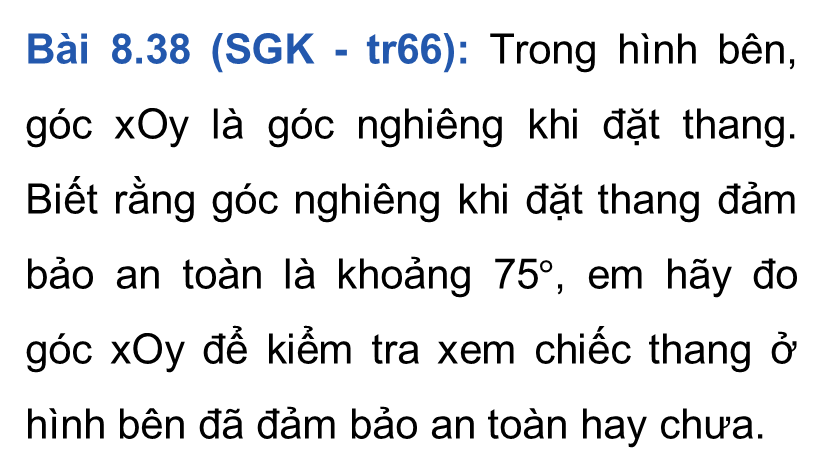 Bài 8.38 (SGK - tr66): Trong hình bên,
góc xOy là góc nghiêng khi đặt thang.
Biết rằng góc nghiêng khi đặt thang đảm
bảo an toàn là khoảng 75°, em hãy đo
góc xOy để kiểm tra xem chiếc thang ở
hình bên đã đảm bảo an toàn hay chưa.